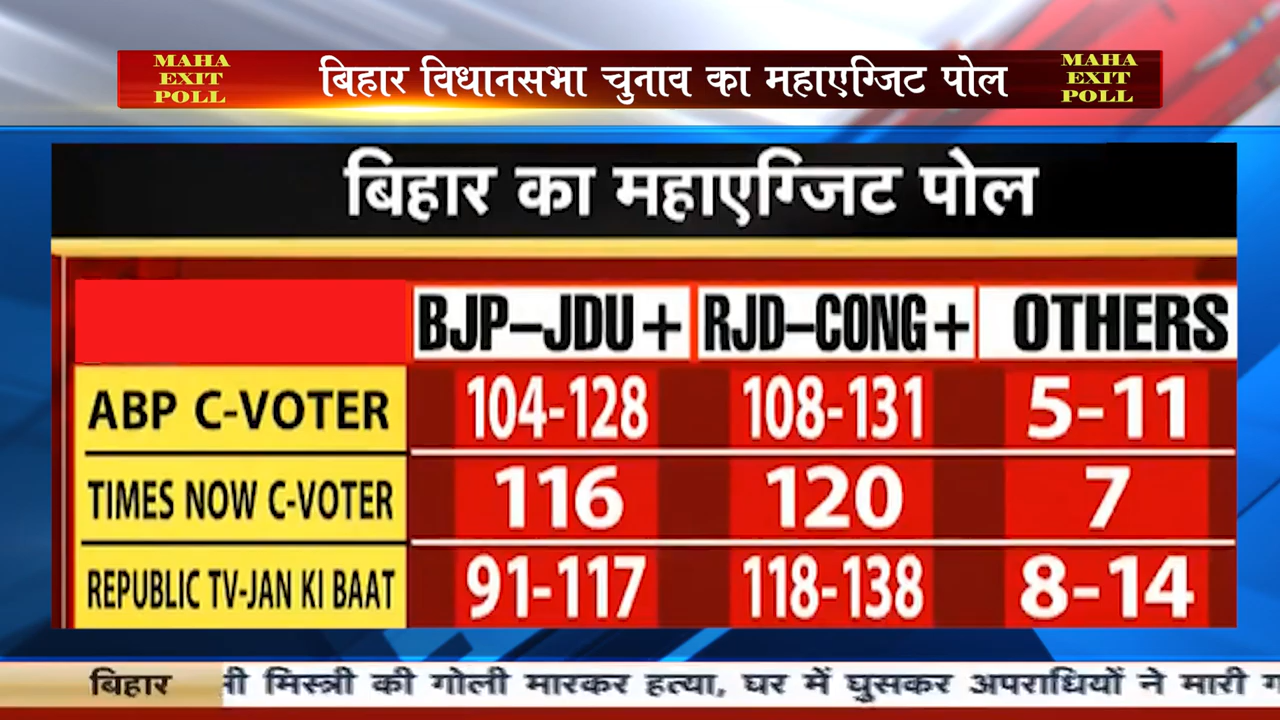 MAHA EXIT POLL
बिहार विधानसभा चुनाव का महाएग्जिट पोल
MAHA EXIT POLL
बिहार का महाएग्जिट पोल
BJP-JDU+ RJD-CONG+ OTHERS
ABP C-VOTER 104-128 108-131 5-11
TIMES NOW C-VOTER 116 120 7
REPUBLIC TV-JAN KI BAAT 91-117 118-138 8-14
बिहार मिस्त्री की गोली मारकर हत्या, घर में घुसकर अपराधियों ने मारी